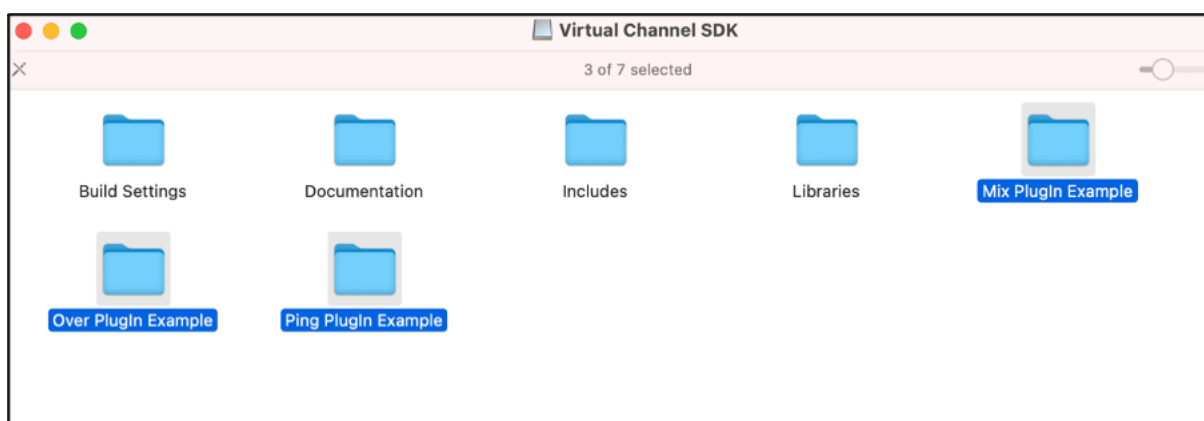 Virtual Channel SDK
3 of 7 selected
Build Settings
Documentation
Includes
Libraries
Mix PlugIn Example
Over PlugIn Example
Ping PlugIn Example